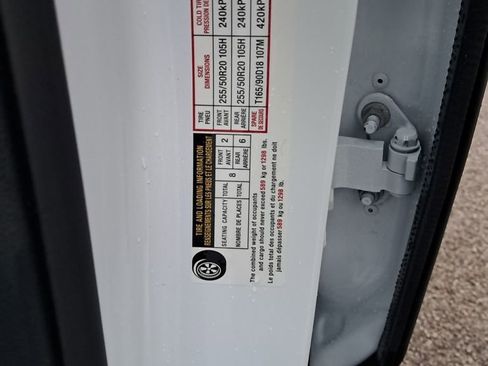 TIRE AND LOADING INFORMATION
RENSEIGNEMENTS SUR LES PNEUS ET LE CHARGEMENT
SEATING CAPACITY TOTAL 8 FRONT 2 REAR 6
NOMBRE DE PLACES TOTAL AVANT ARRIÈRE
The combined weight of occupants
and cargo should never exceed 589 kg or 1298 lbs.
Le poids total des occupants et du chargement ne doit
jamais dépasser 589 kg ou 1298 lb.
TIRE SIZE COLD TIR
PNEU DIMENSIONS PRESSION DE
FRONT 255/50R20 105H 240kP
AVANT
REAR 255/50R20 105H 240kP
ARRIÈRE
SPARE T165/90D18 107M 420kP
DE SECOURS